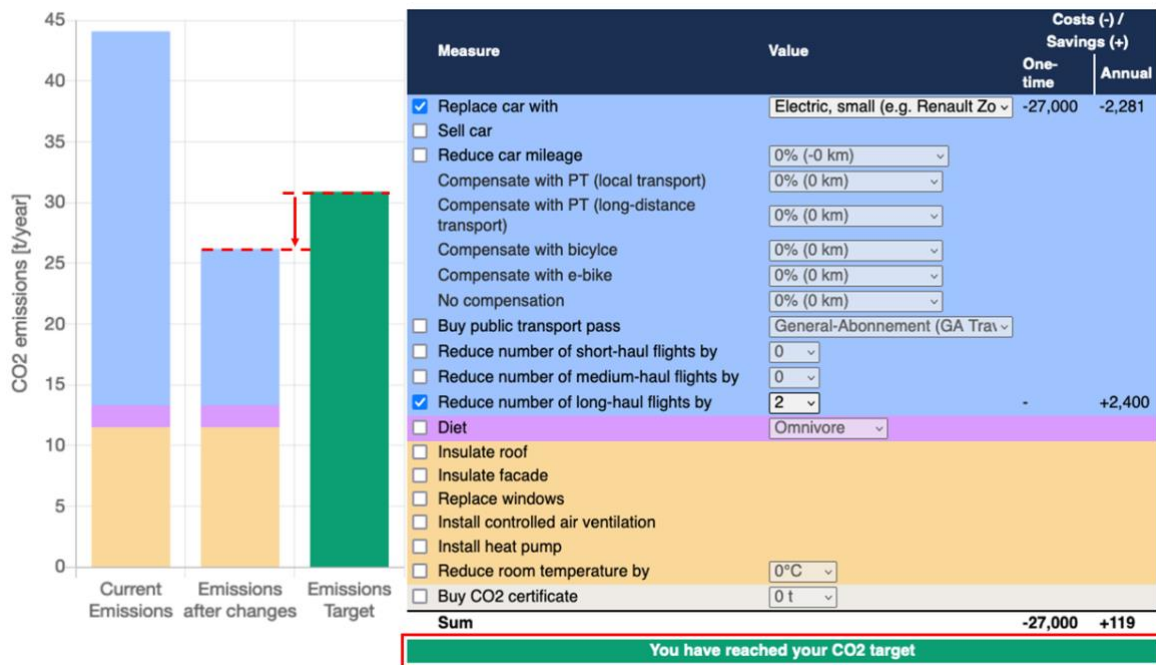 45
40
35
30
25
20
15
10
5
0
CO2 emissions [t/year]
Current
Emissions
Emissions
after changes
Emissions
Target
Costs (-) /
Savings (+)
Measure Value One-time Annual
Replace car with Electric, small (e.g. Renault Zo -27,000 -2,281
Sell car
Reduce car mileage 0% (-0 km)
Compensate with PT (local transport) 0% (0 km)
Compensate with PT (long-distance
transport) 0% (0 km)
Compensate with bicylce 0% (0 km)
Compensate with e-bike 0% (0 km)
No compensation 0% (0 km)
Buy public transport pass General-Abonnement (GA Trav
Reduce number of short-haul flights by 0
Reduce number of medium-haul flights by 0
Reduce number of long-haul flights by 2 - +2,400
Diet Omnivore
Insulate roof
Insulate facade
Replace windows
Install controlled air ventilation
Install heat pump
Reduce room temperature by 0°C
Buy CO2 certificate 0 t
Sum -27,000 +119
You have reached your CO2 target